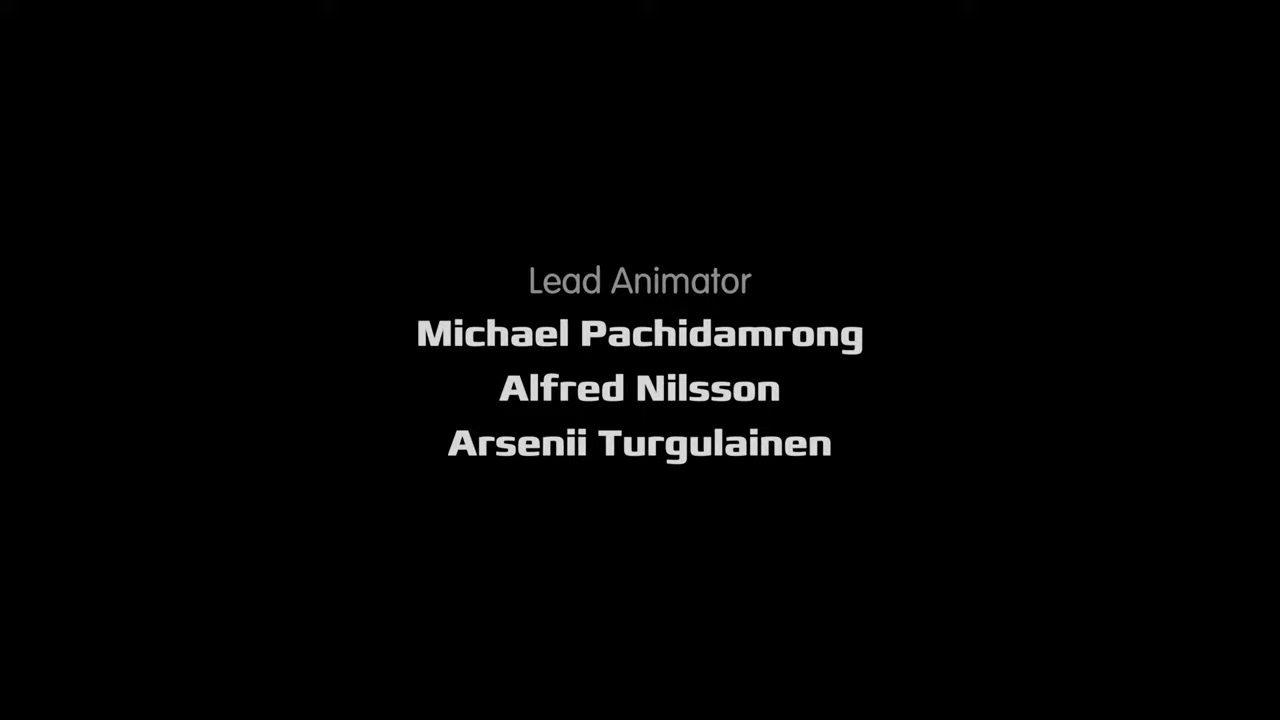 Lead Animator
Michael Pachidamrong
Alfred Nilsson
Arsenii Turgulainen